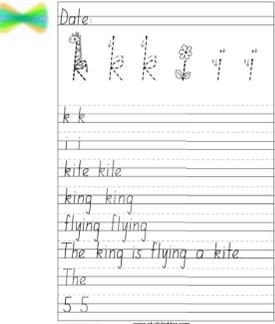 Date:
k k k i i i
k k
i i
kite kite
king king
flying flying
The king is flying a kite.
The
5 5